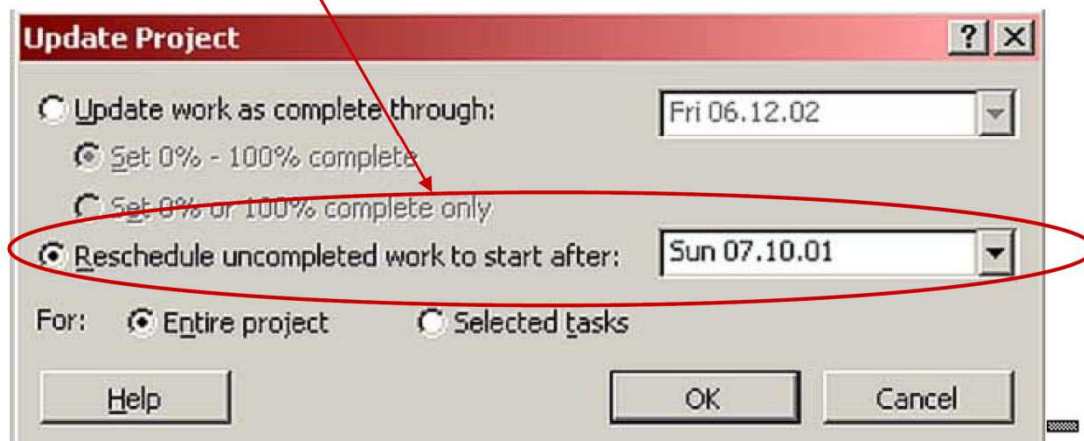 Update Project
Update work as complete through: Fri 06.12.02
Set 0% - 100% complete
Set 0% or 100% complete only
Reschedule uncompleted work to start after: Sun 07.10.01
For: Entire project Selected tasks
Help OK Cancel